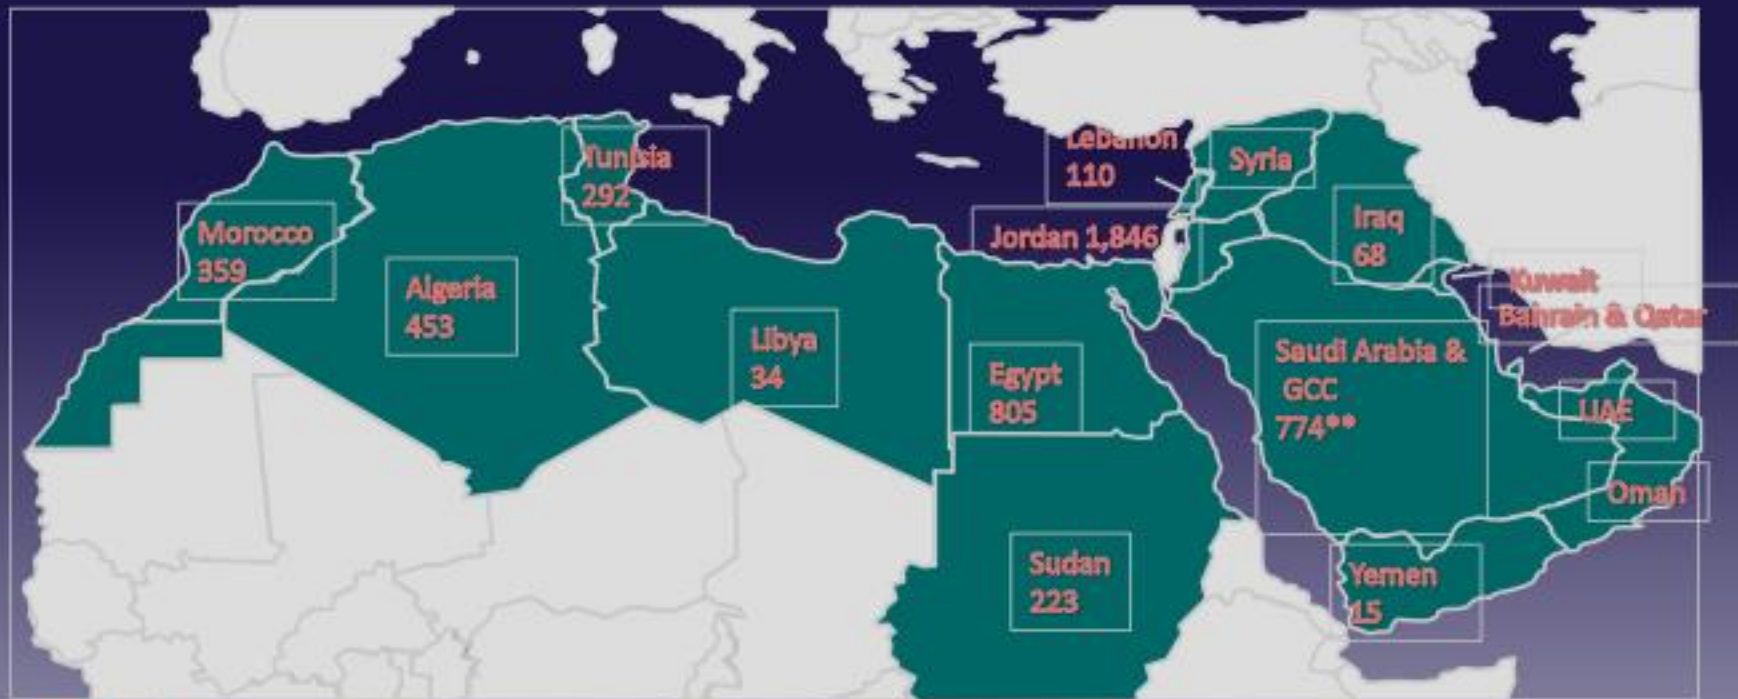 Lebanon
110
Tunisia
292
Syria
Morocco
359
Iraq
68
Jordan 1,846
Algeria
453
Kuwait
Bahrain & Qatar
Libya
34
Egypt
805
Saudi Arabia &
GCC
774**
UAE
Oman
Sudan
223
Yemen
15